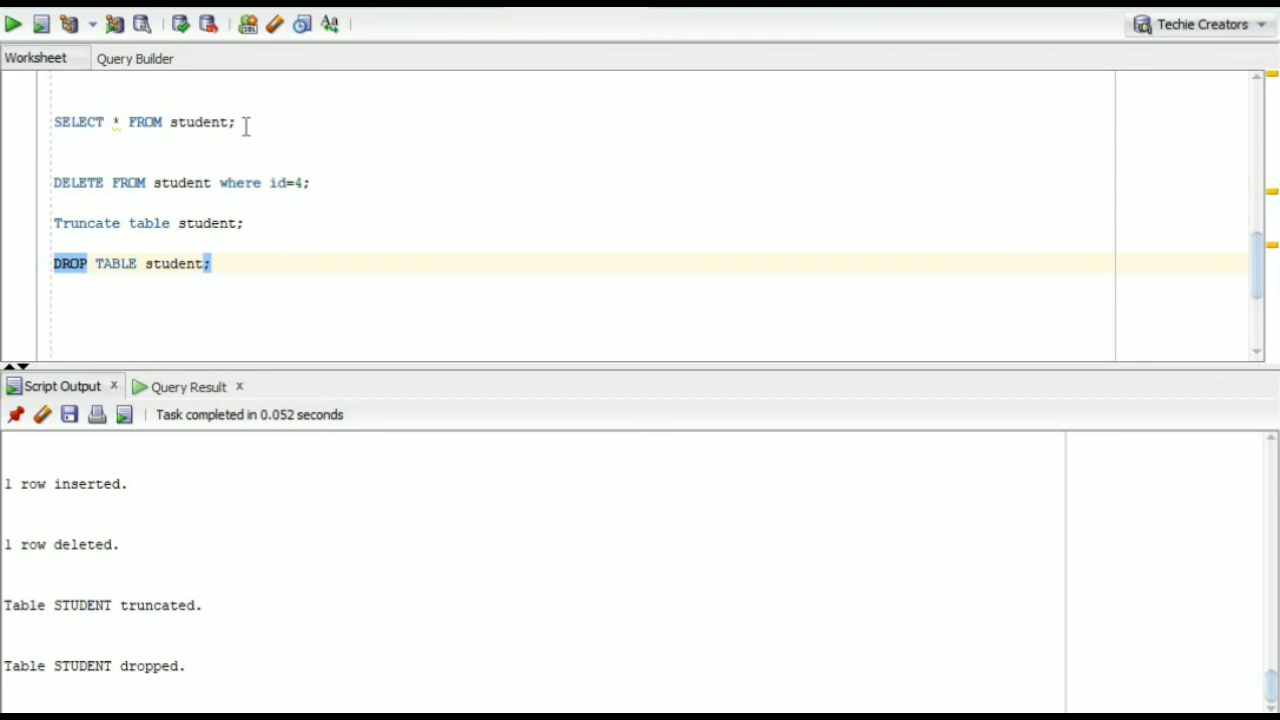 Techie Creators
Worksheet Query Builder
SELECT * FROM student;
DELETE FROM student where id=4;
Truncate table student;
DROP TABLE student;
Script Output x Query Result x
Task completed in 0.052 seconds
1 row inserted.
1 row deleted.
Table STUDENT truncated.
Table STUDENT dropped.